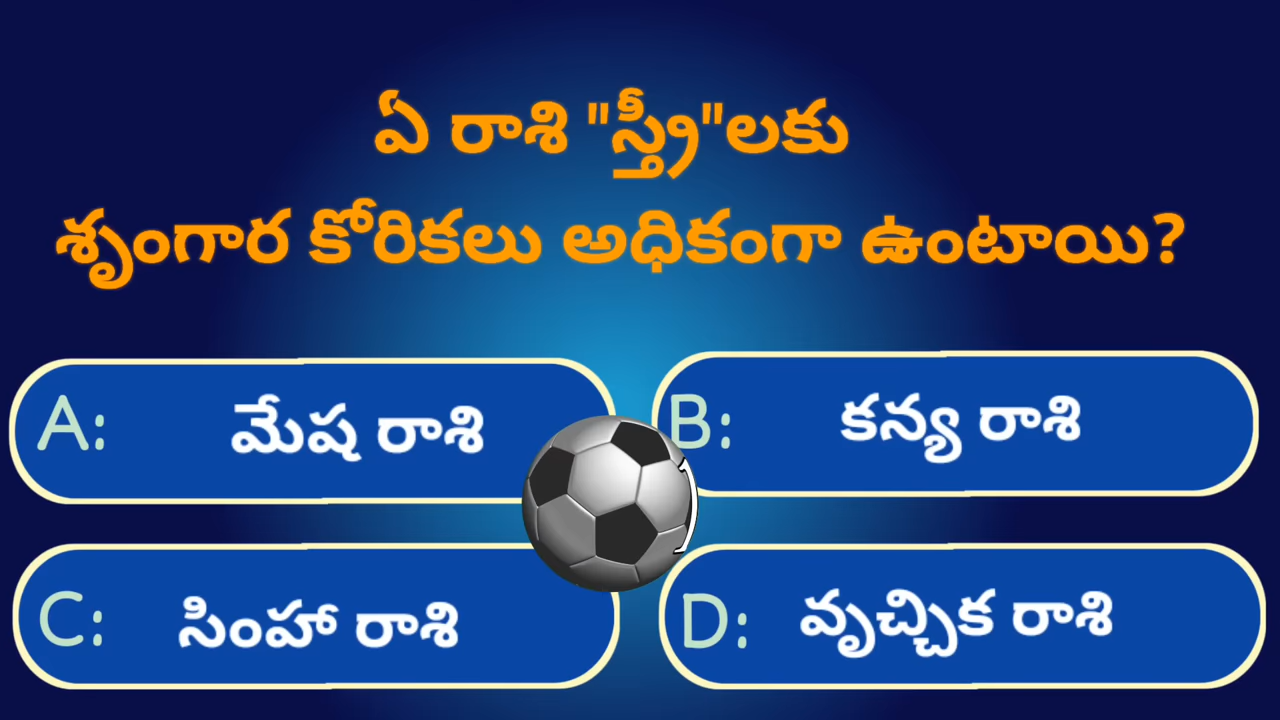 ఏ రాశి "స్త్రీ"లకు
శృంగార కోరికలు అధికంగా ఉంటాయి?
A: మేష రాశి
B: కన్య రాశి
C: సింహా రాశి
D: వృచ్చిక రాశి